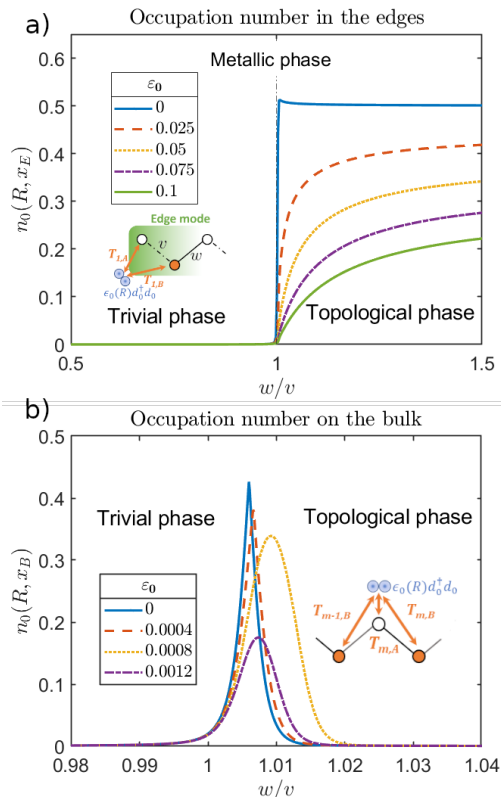 a)
Occupation number in the edges
Metallic phase
ε₀
0
0.025
0.05
0.075
0.1
Edge mode
v
w
T₁,A
T₁,B
ϵ₀(R)d₀†d₀
Trivial phase
Topological phase
n₀(R, x_E)
0.6
0.5
0.4
0.3
0.2
0.1
0
0.5
1
1.5
w/v
b)
Occupation number on the bulk
Trivial phase
Topological phase
ε₀
0
0.0004
0.0008
0.0012
ϵ₀(R)d₀†d₀
Tm-1,B
Tm,B
Tm,A
n₀(R, x_B)
0.5
0.4
0.3
0.2
0.1
0
0.98
0.99
1
1.01
1.02
1.03
1.04
w/v